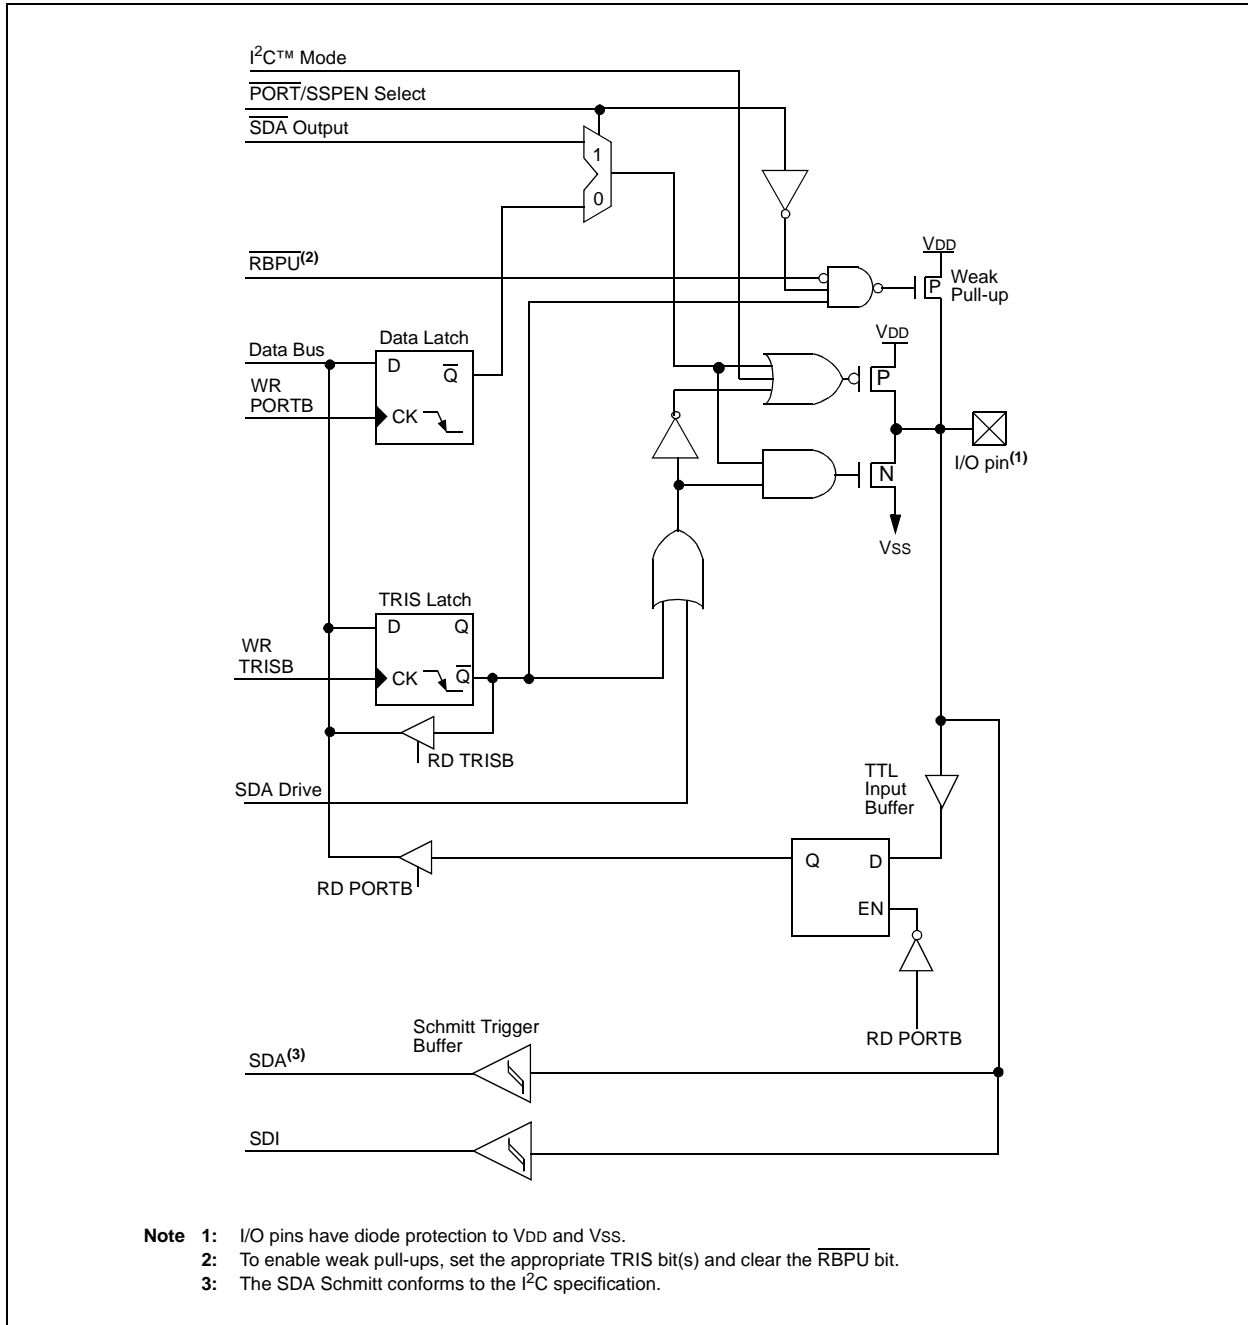 I²C™ Mode
P̅O̅R̅T̅/SSPEN Select
S̅D̅A̅ Output
1
0
R̅B̅P̅U̅(2)
VDD
P
Weak
Pull-up
Data Latch
Data Bus
D
Q̅
WR
PORTB
CK
VDD
P
I/O pin(1)
N
VSS
TRIS Latch
D
Q
WR
TRISB
CK
Q̅
RD TRISB
SDA Drive
TTL
Input
Buffer
Q
D
RD PORTB
EN
RD PORTB
Schmitt Trigger
Buffer
SDA(3)
SDI
Note 1: I/O pins have diode protection to VDD and VSS.
2: To enable weak pull-ups, set the appropriate TRIS bit(s) and clear the R̅B̅P̅U̅ bit.
3: The SDA Schmitt conforms to the I²C specification.